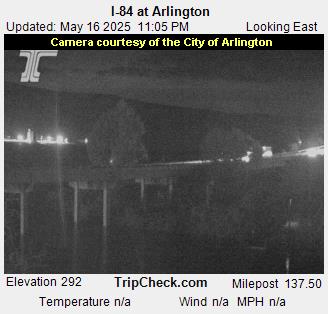 I-84 at Arlington
Updated: May 16 2025 11:05 PM Looking East
Camera courtesy of the City of Arlington
Elevation 292 TripCheck.com Milepost 137.50
Temperature n/a Wind n/a MPH n/a